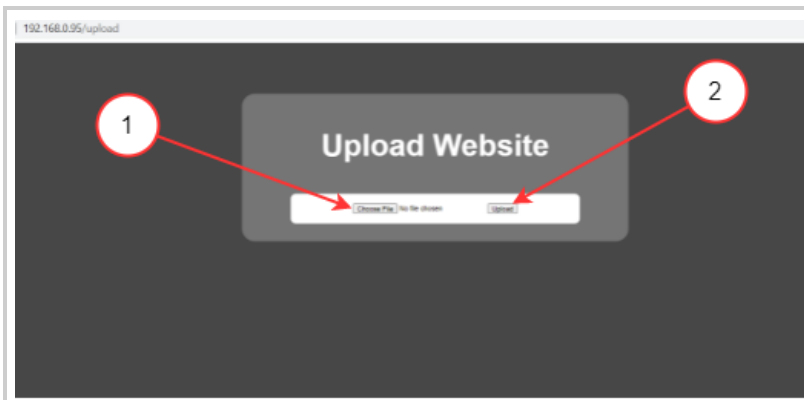 192.168.0.95/upload
1
2
Upload Website
Choose File No file chosen Upload